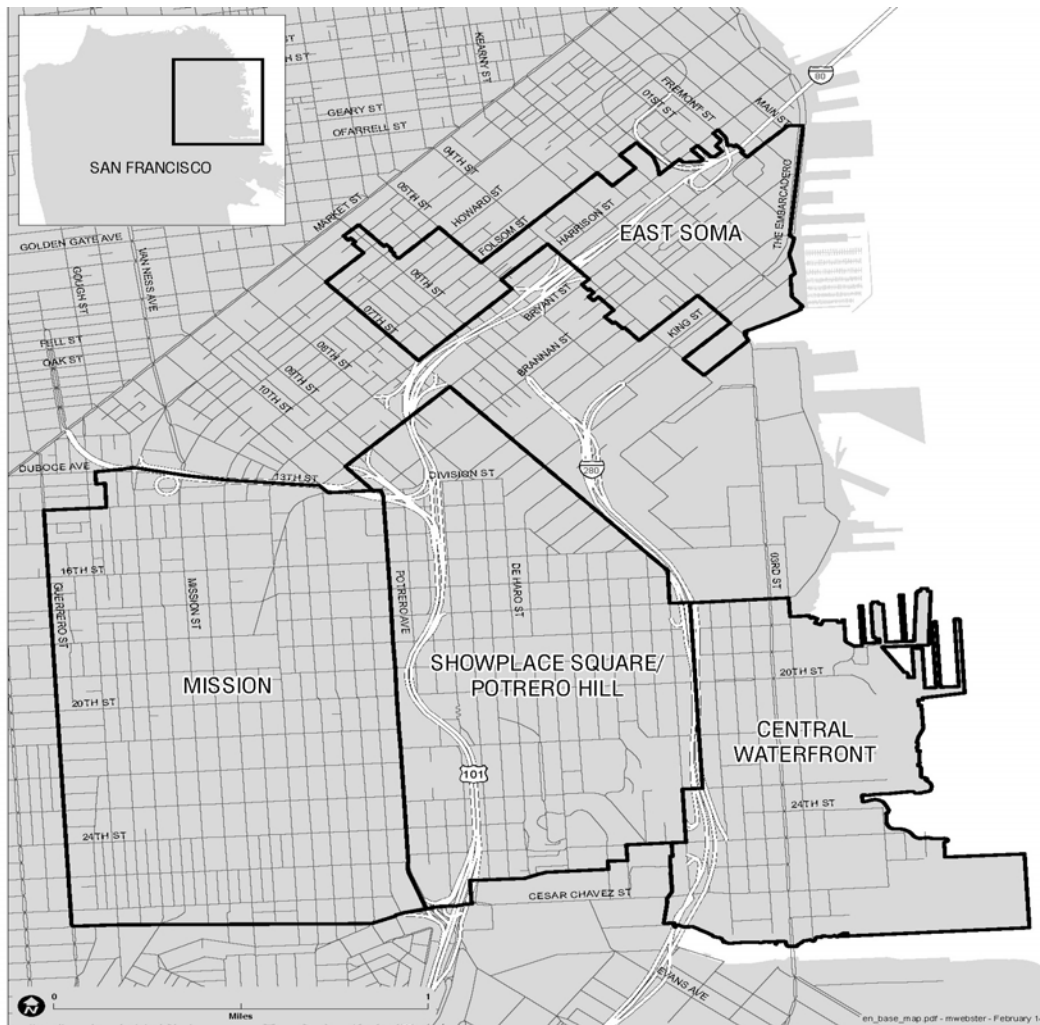 SAN FRANCISCO
KEARNY ST
GEARY ST
OFARRELL ST
FREMONT ST
01ST ST
MAIN ST
80
04TH ST
05TH ST
HOWARD ST
MARKET ST
FOLSOM ST
HARRISON ST
EAST SOMA
THE EMBARCADERO
GOLDEN GATE AVE
VAN NESS AVE
GOUGH ST
06TH ST
07TH ST
BRYANT ST
KING ST
FELL ST
OAK ST
08TH ST
09TH ST
10TH ST
BRANNAN ST
DUBOCE AVE
13TH ST
DIVISION ST
280
16TH ST
GUERRERO ST
MISSION ST
POTRERO AVE
DE HARO ST
03RD ST
MISSION
SHOWPLACE SQUARE/
POTRERO HILL
20TH ST
20TH ST
CENTRAL
WATERFRONT
101
24TH ST
24TH ST
CESAR CHAVEZ ST
EVANS AVE
N
0
1
Miles
en_base_map.pdf - mwebster - February 1